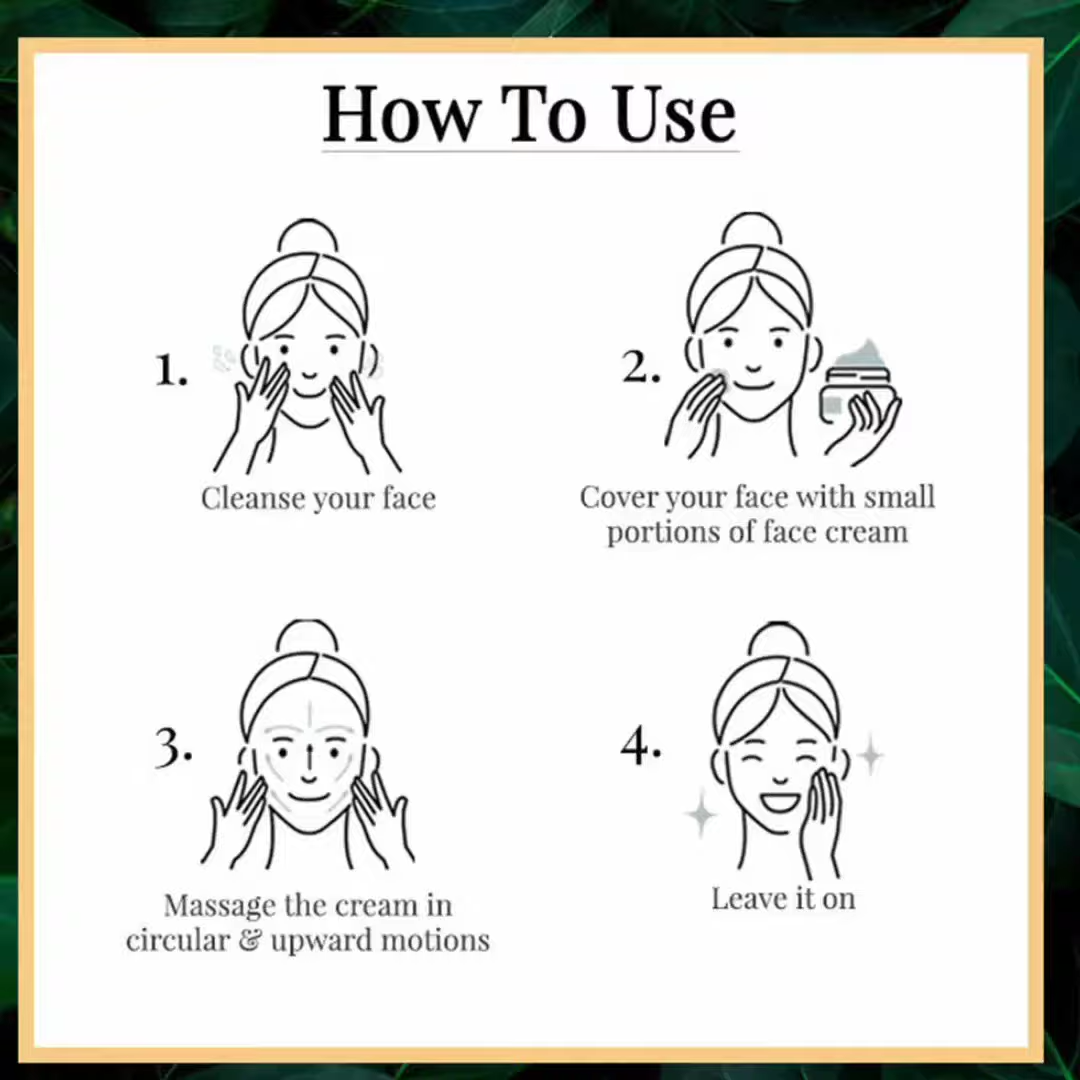 How To Use
1.
Cleanse your face
2.
Cover your face with small
portions of face cream
3.
Massage the cream in
circular & upward motions
4.
Leave it on